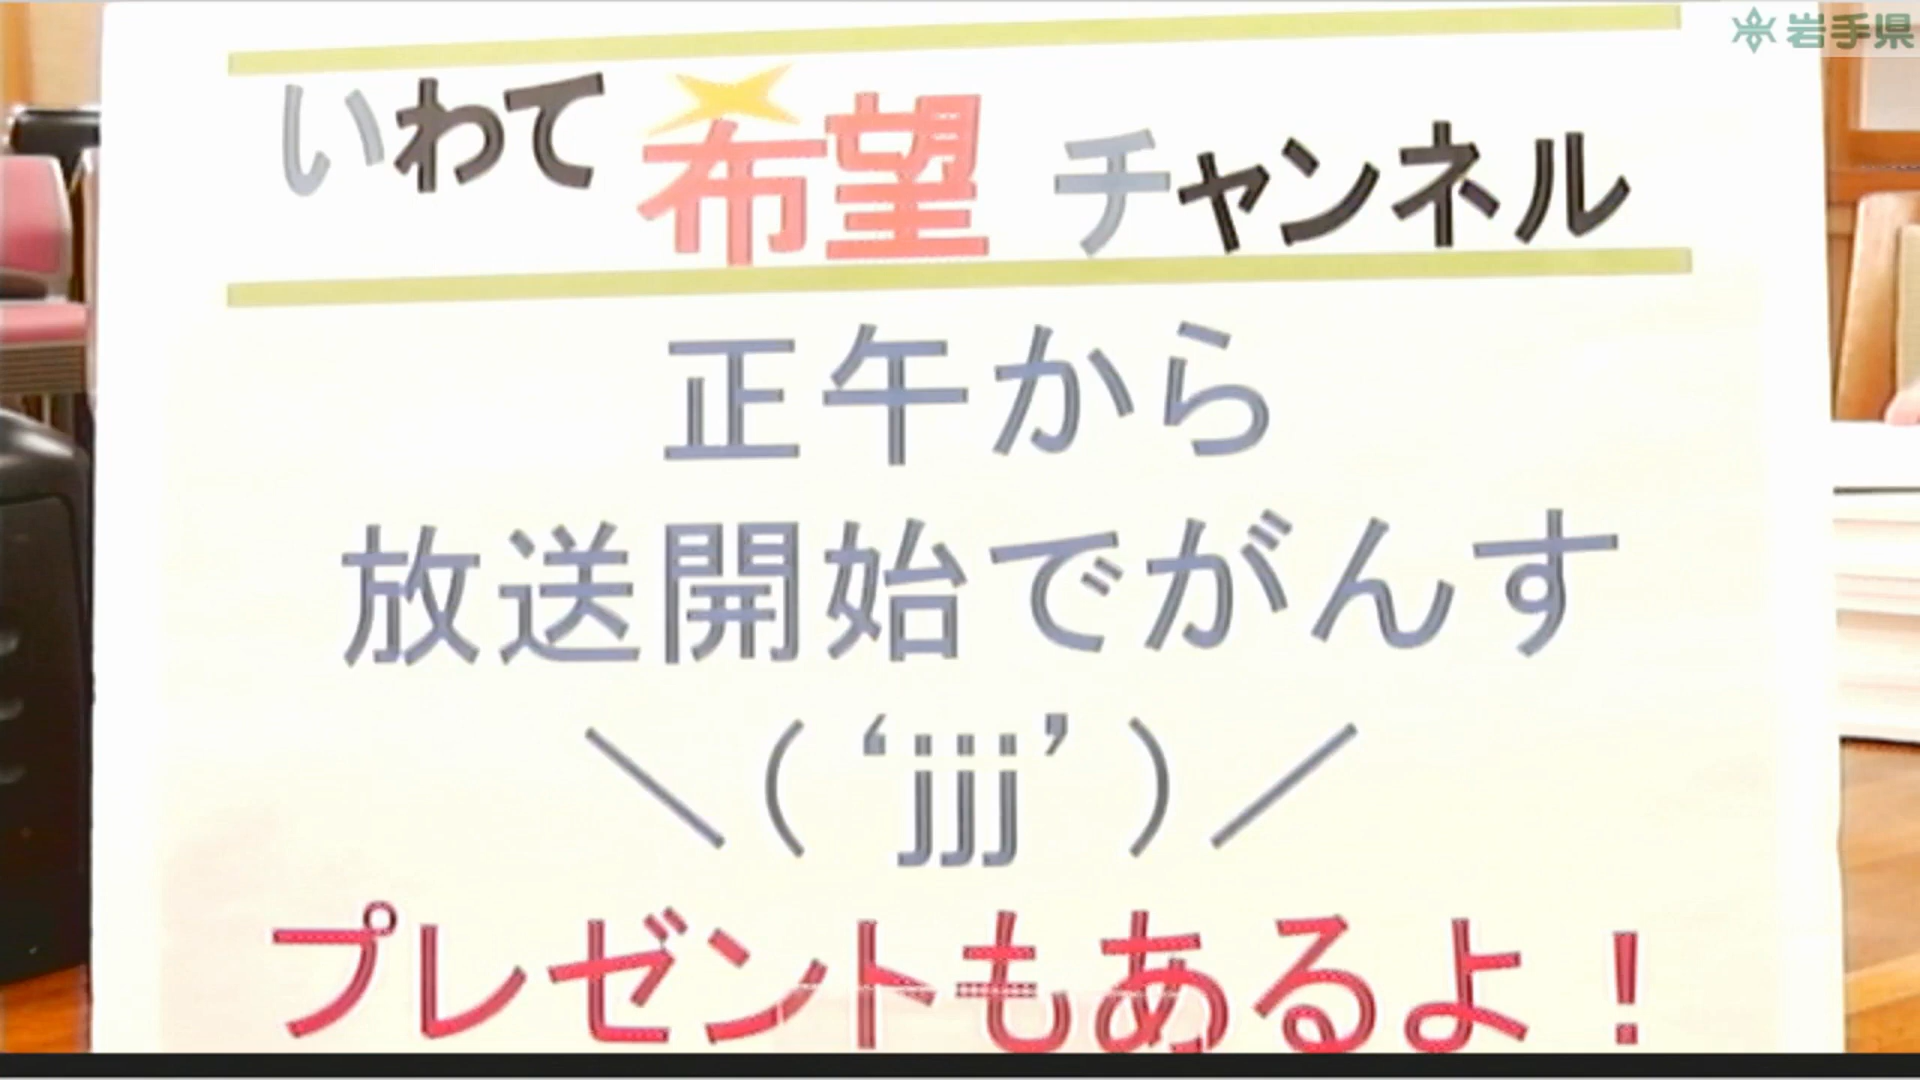 岩手県
いわて 希望 チャンネル
正午から
放送開始でがんす
＼（ ‘jjj’ ）／
プレゼントもあるよ！